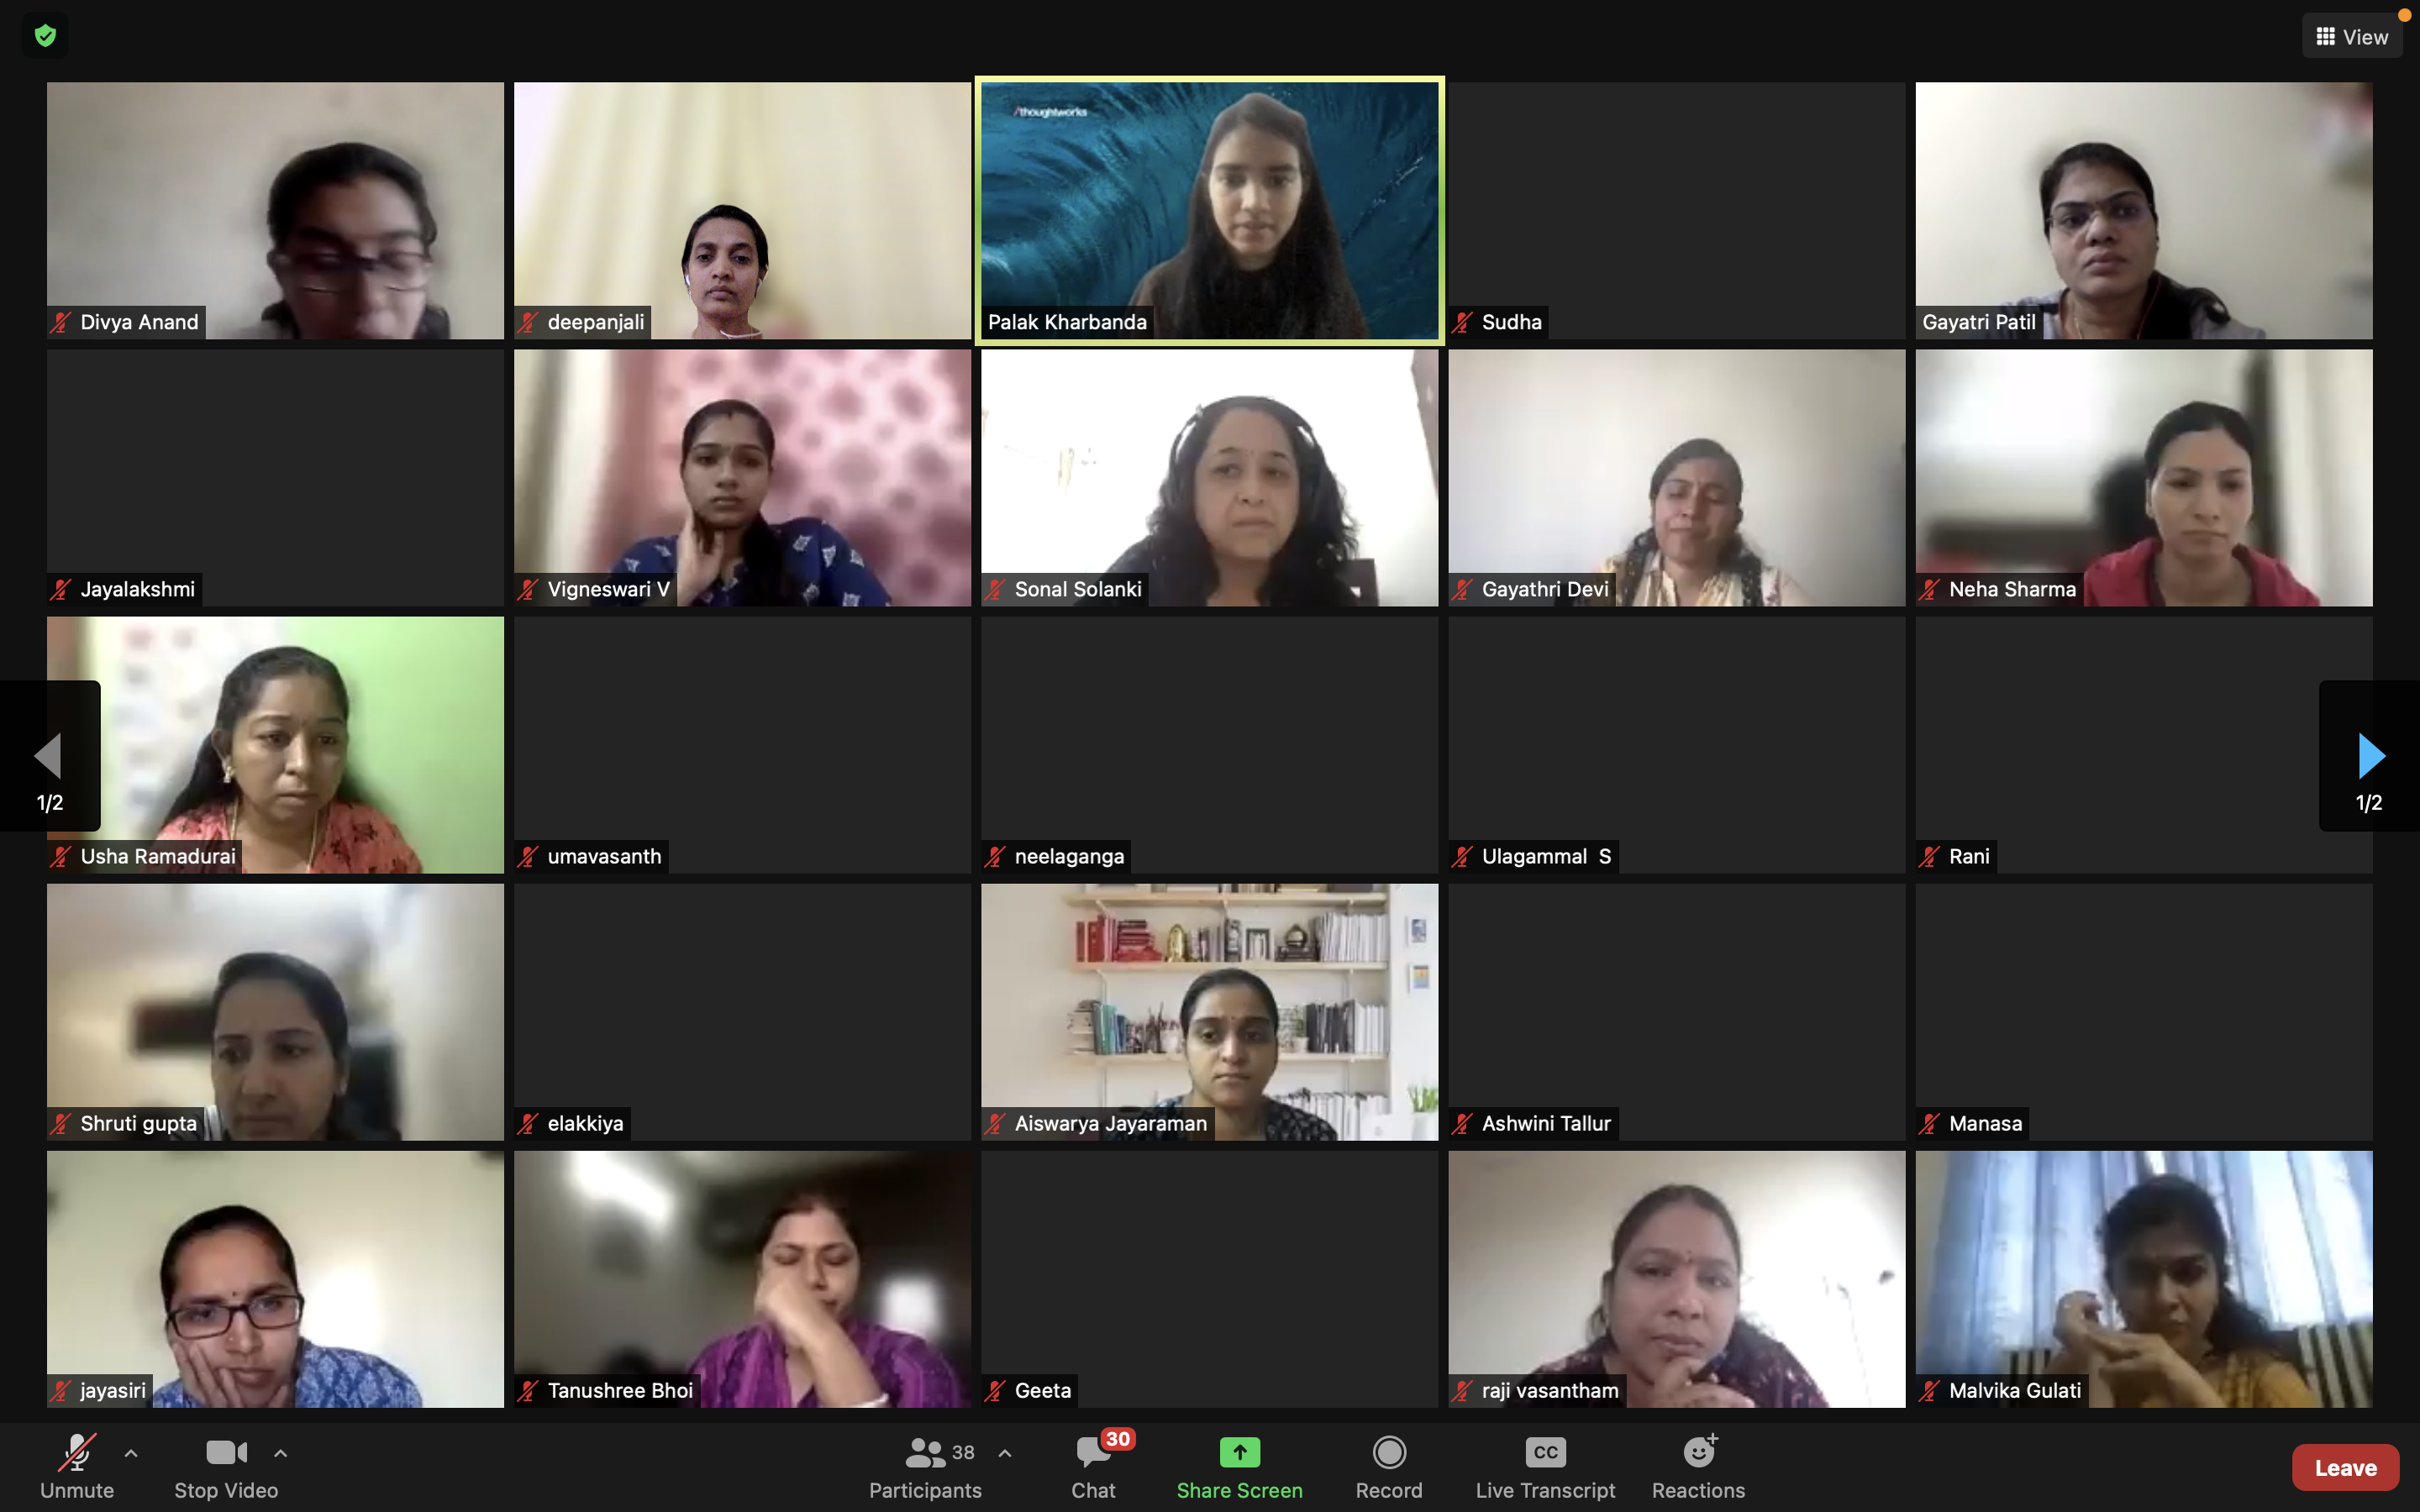 View
/thoughtworks
Divya Anand
deepanjali
Palak Kharbanda
Sudha
Gayatri Patil
Jayalakshmi
Vigneswari V
Sonal Solanki
Gayathri Devi
Neha Sharma
Usha Ramadurai
umavasanth
neelaganga
Ulagammal S
Rani
1/2
1/2
Shruti gupta
elakkiya
Aiswarya Jayaraman
Ashwini Tallur
Manasa
jayasiri
Tanushree Bhoi
Geeta
raji vasantham
Malvika Gulati
Unmute
Stop Video
38
Participants
30
Chat
Share Screen
Record
CC
Live Transcript
Reactions
Leave